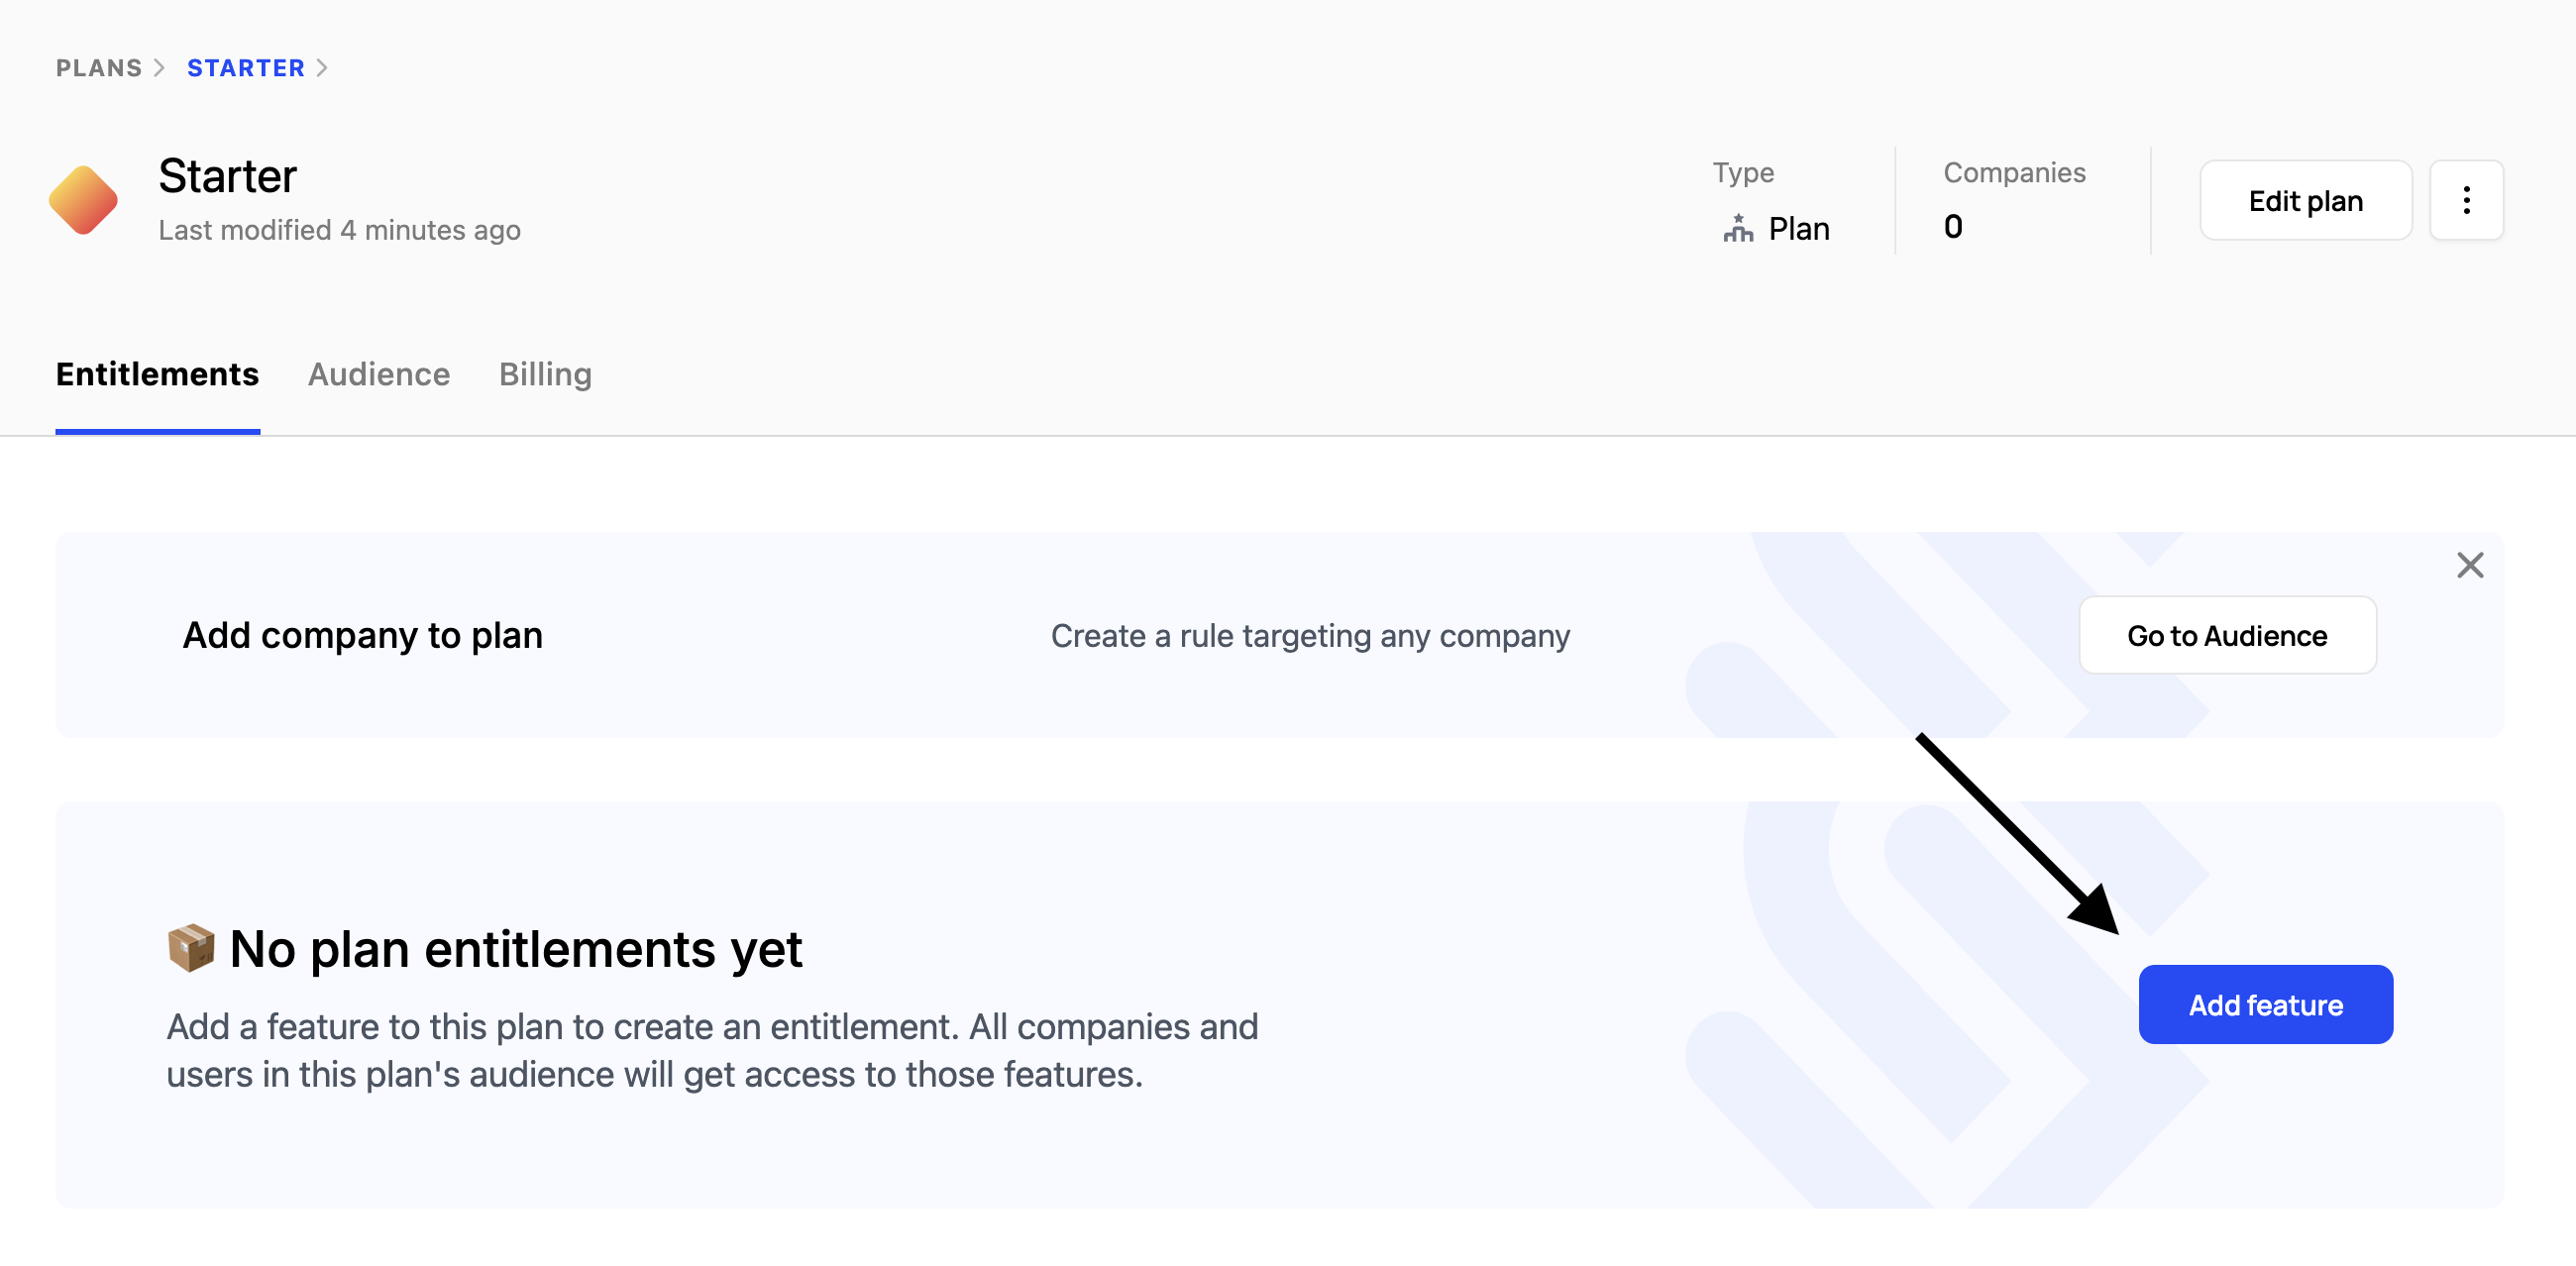 PLANS
STARTER
Starter
Last modified 4 minutes ago
Type
Plan
Companies
0
Edit plan
Entitlements
Audience
Billing
Add company to plan
Create a rule targeting any company
Go to Audience
No plan entitlements yet
Add a feature to this plan to create an entitlement. All companies and
users in this plan's audience will get access to those features.
Add feature